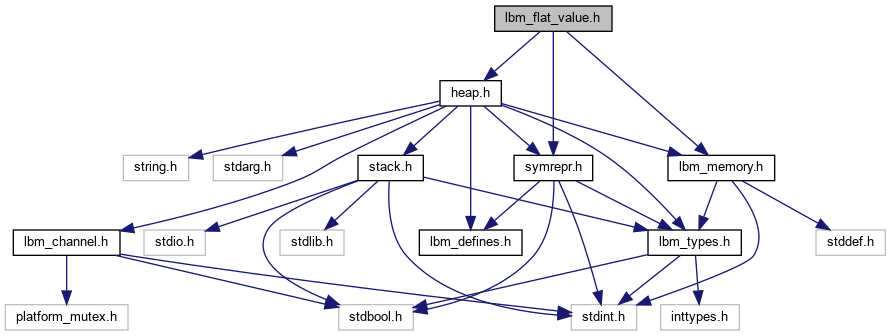 lbm_flat_value.h
heap.h
string.h
stdarg.h
stack.h
symrepr.h
lbm_memory.h
lbm_channel.h
stdio.h
stdlib.h
lbm_defines.h
lbm_types.h
stddef.h
platform_mutex.h
stdbool.h
stdint.h
inttypes.h